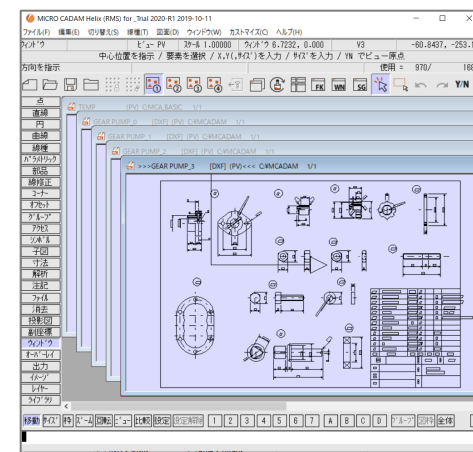 MICRO CADAM Helix (RMS) for _Trial 2020-R1 2019-10-11
ファイル(F) 編集(E) 切り替え(S) 線種(T) 図面(D) ウィンドウ(W) カスタマイズ(C) ヘルプ(H)
ウィンドウ ビュー PV スケール 1.00000 ウィンドウ 6.7232, 0.000 V3 -60.8437, -253.1
中心位置を指示 / 要素を選択 / X,Y(,サイズ)を入力 / サイズを入力 / YN でビュー原点
方向を指示 使用 = 970/ 168
FK WN SG Y/N
点
直線
円
曲線
線種
パラメトリック
部品
線修正
コーナー
オフセット
グループ
アクセス
シンボル
子図
寸法
解析
注記
ファイル
消去
投影図
副座標
ウィンドウ
オーバーレイ
出力
イメージ
レイヤー
ライブラリ
TEMP (PV) C:MCA.BASIC 1/1
GEAR PUMP_0 [DXF] (PV) C:¥MCADAM 1/1
GEAR PUMP_1 [DXF] (PV) C:¥MCADAM 1/1
GEAR PUMP_2 [DXF] (PV) C:¥MCADAM 1/1
>>>GEAR PUMP_3 [DXF] (PV)<<< C:¥MCADAM 1/1
移動 サイズ 枠 ズーム 回転 ビュー 比較 設定 設定解除 1 2 3 4 5 6 7 A B C D グループ 図枠 全体